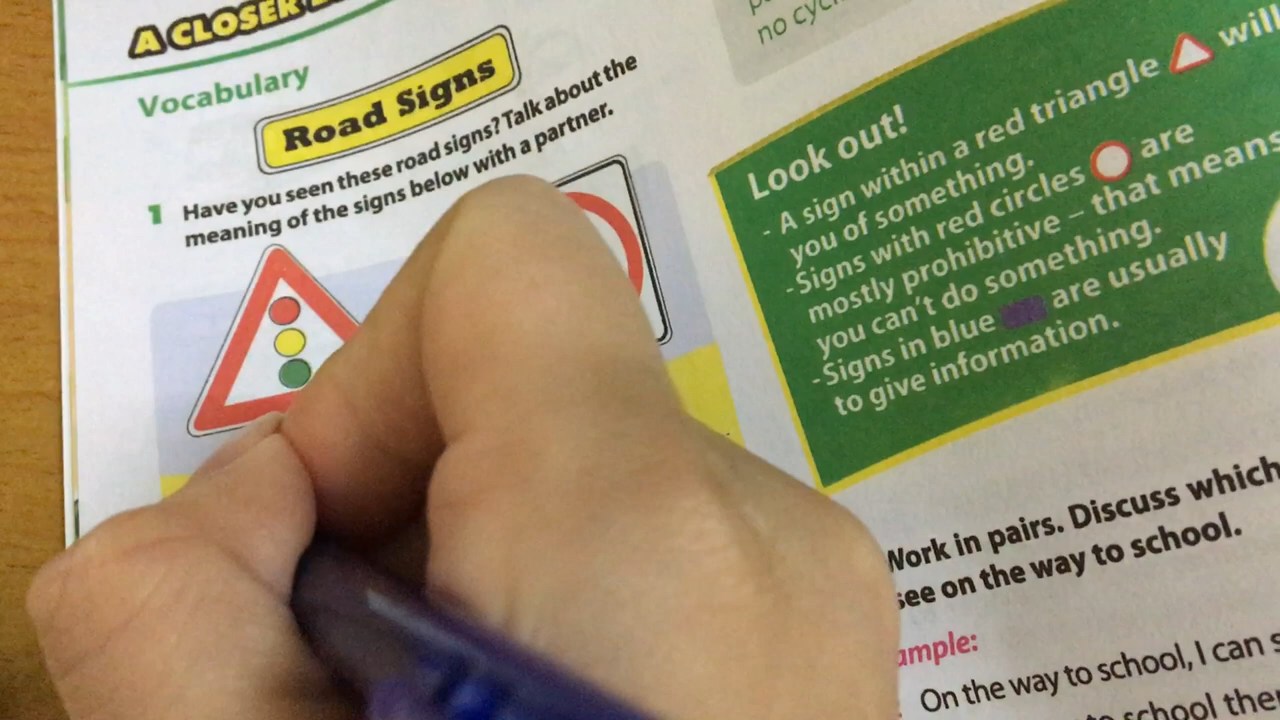 A CLOSER
Vocabulary
Road Signs
1 Have you seen these road signs? Talk about the
meaning of the signs below with a partner.
no
Look out!
- A sign within a red triangle will
you of something.
-Signs with red circles are
mostly prohibitive – that means
you can't do something.
-Signs in blue are usually
to give information.
Work in pairs. Discuss which
see on the way to school.
On the way to school, I can
to school